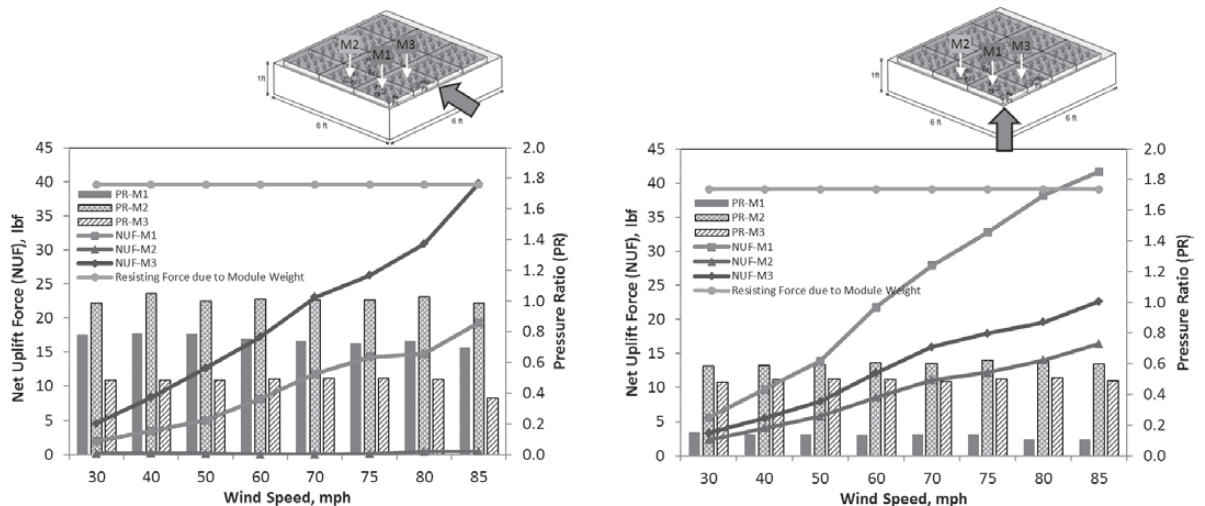 M2
M3
M1
1ft
6 ft
6 ft
45
40
35
30
25
20
15
10
5
0
Net Uplift Force (NUF), lbf
2.0
1.8
1.6
1.4
1.2
1.0
0.8
0.6
0.4
0.2
0.0
Pressure Ratio (PR)
PR-M1
PR-M2
PR-M3
NUF-M1
NUF-M2
NUF-M3
Resisting Force due to Module Weight
30 40 50 60 70 75 80 85
Wind Speed, mph
M2
M3
M1
1ft
6 ft
6 ft
45
40
35
30
25
20
15
10
5
0
Net Uplift Force (NUF), lbf
2.0
1.8
1.6
1.4
1.2
1.0
0.8
0.6
0.4
0.2
0.0
Pressure Ratio (PR)
PR-M1
PR-M2
PR-M3
NUF-M1
NUF-M2
NUF-M3
Resisting Force due to Module Weight
30 40 50 60 70 75 80 85
Wind Speed, mph